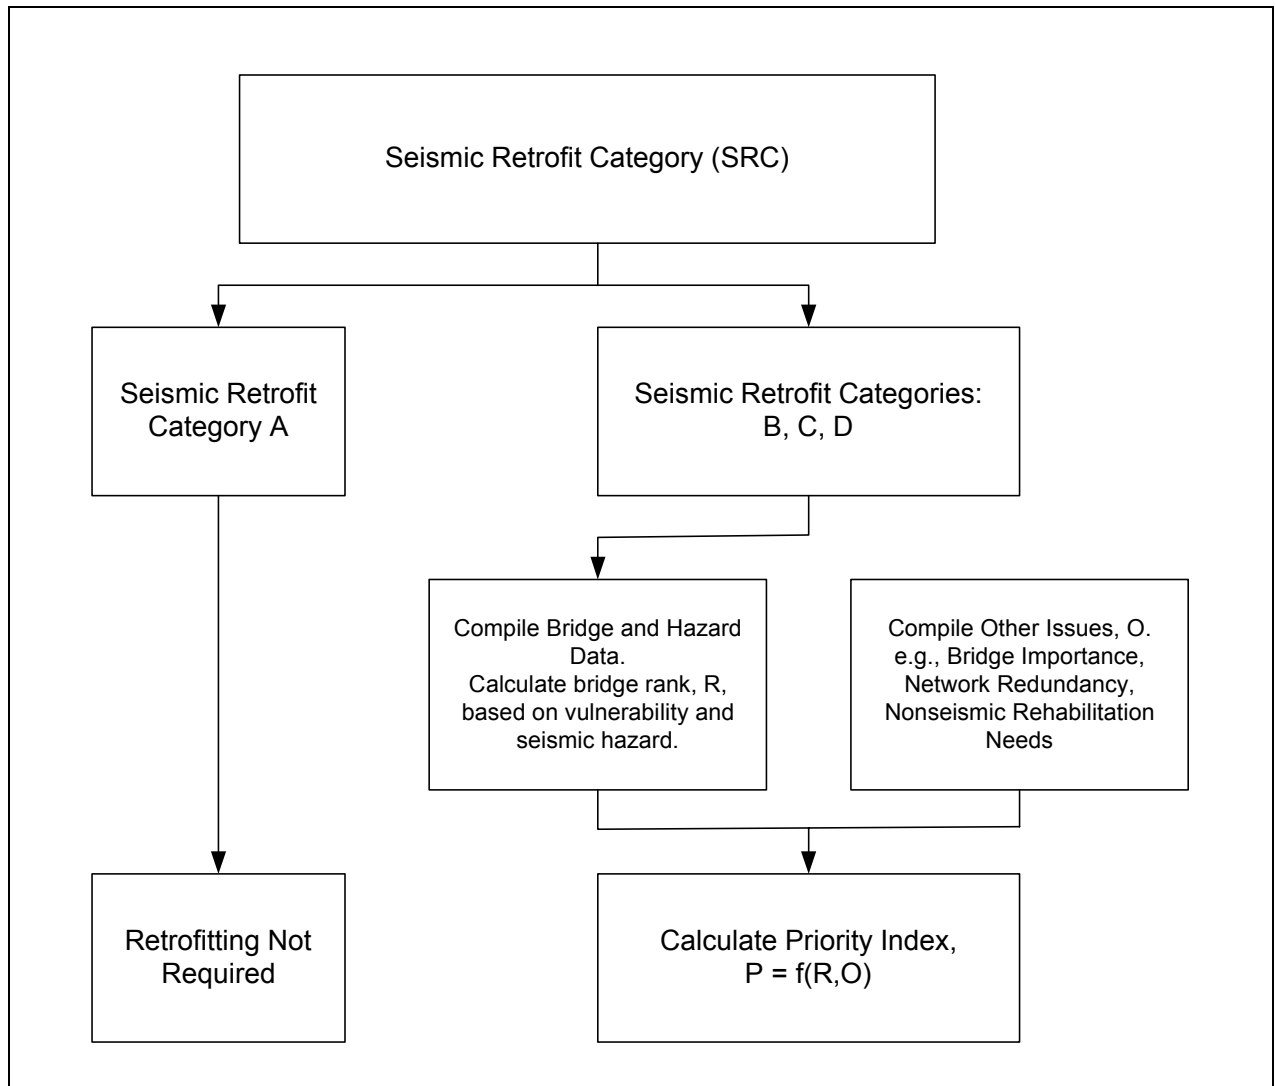 Seismic Retrofit Category (SRC)
Seismic Retrofit
Category A
Seismic Retrofit Categories:
B, C, D
Compile Bridge and Hazard
Data.
Calculate bridge rank, R,
based on vulnerability and
seismic hazard.
Compile Other Issues, O.
e.g., Bridge Importance,
Network Redundancy,
Nonseismic Rehabilitation
Needs
Retrofitting Not
Required
Calculate Priority Index,
P = f(R,O)